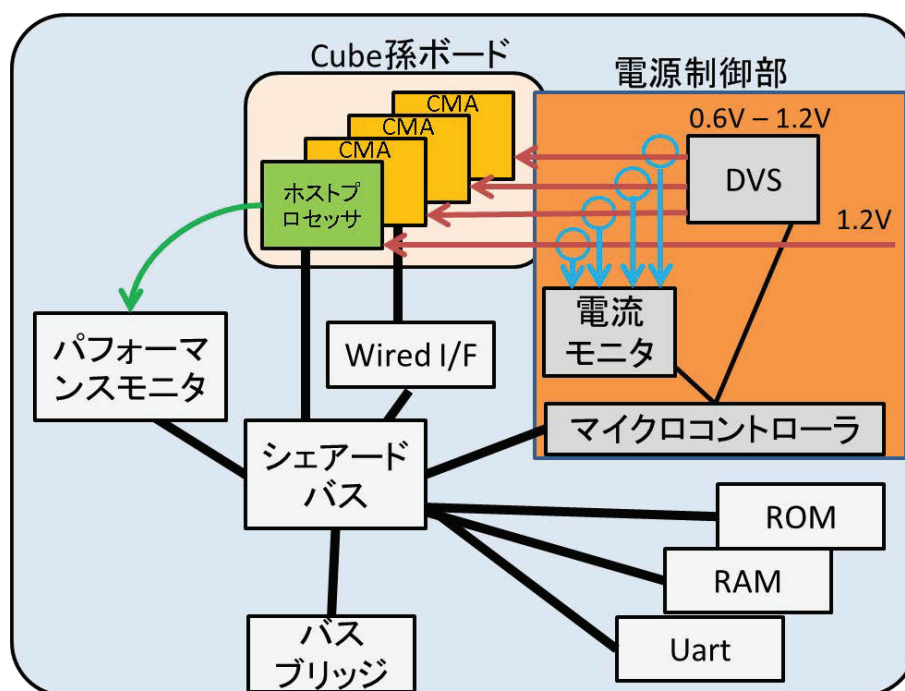 Cube孫ボード
電源制御部
CMA
CMA
CMA
ホストプ
ロセッサ
0.6V – 1.2V
DVS
1.2V
電流
モニタ
マイクロコントローラ
パフォーマ
ンスモニタ
Wired I/F
シェアード
バス
ROM
RAM
Uart
バス
ブリッジ